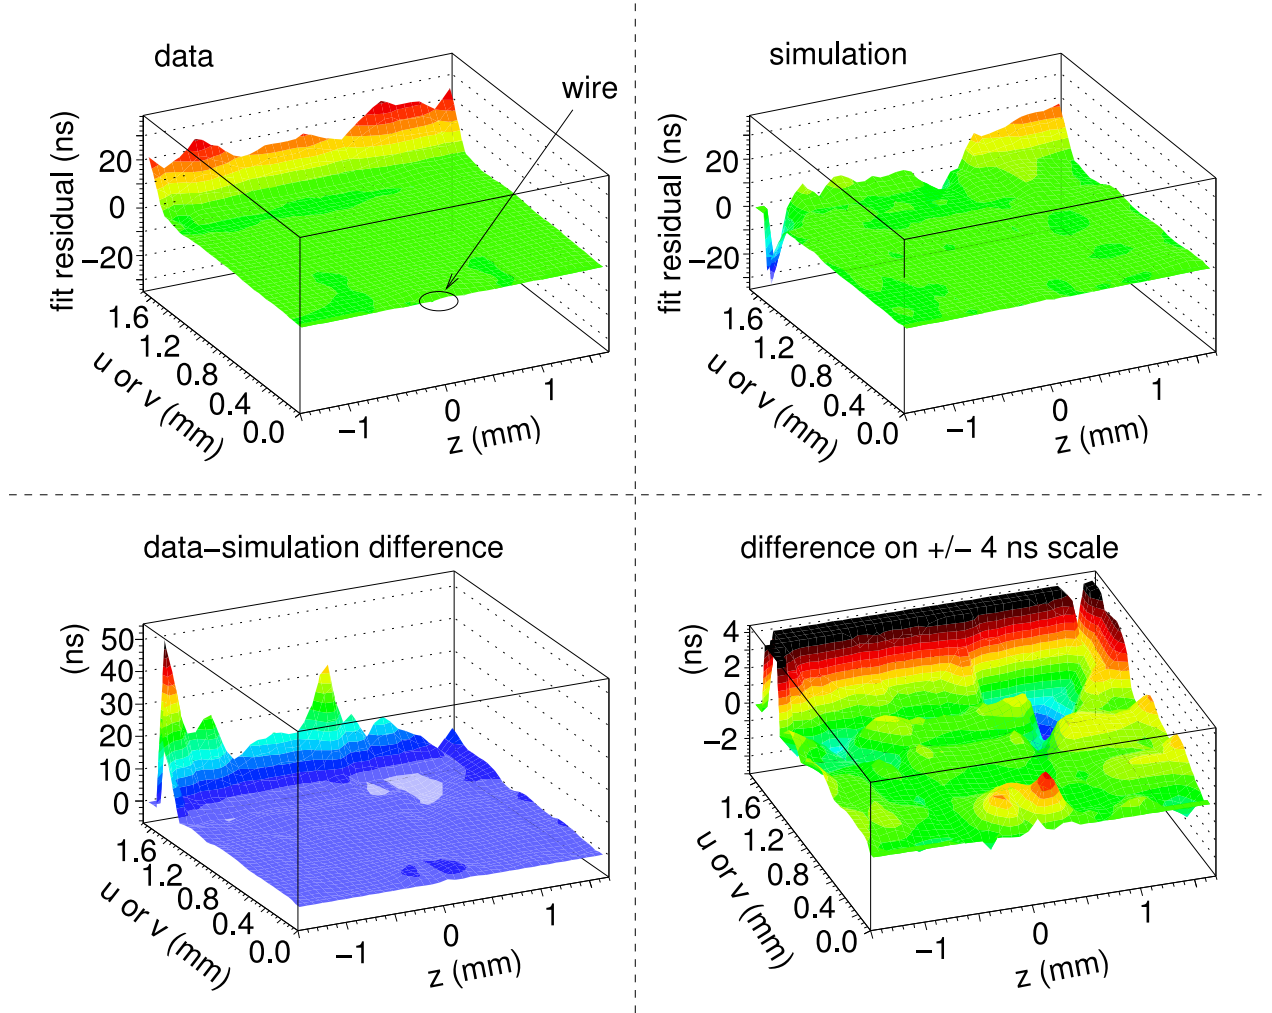 data
wire
fit residual (ns)
20
0
−20
1.6
1.2
0.8
0.4
0.0
u or v (mm)
−1
0
1
z (mm)
simulation
fit residual (ns)
20
0
−20
1.6
1.2
0.8
0.4
0.0
u or v (mm)
−1
0
1
z (mm)
data−simulation difference
(ns)
50
40
30
20
10
0
1.6
1.2
0.8
0.4
0.0
u or v (mm)
−1
0
1
z (mm)
difference on +/− 4 ns scale
(ns)
4
2
0
−2
1.6
1.2
0.8
0.4
0.0
u or v (mm)
−1
0
1
z (mm)